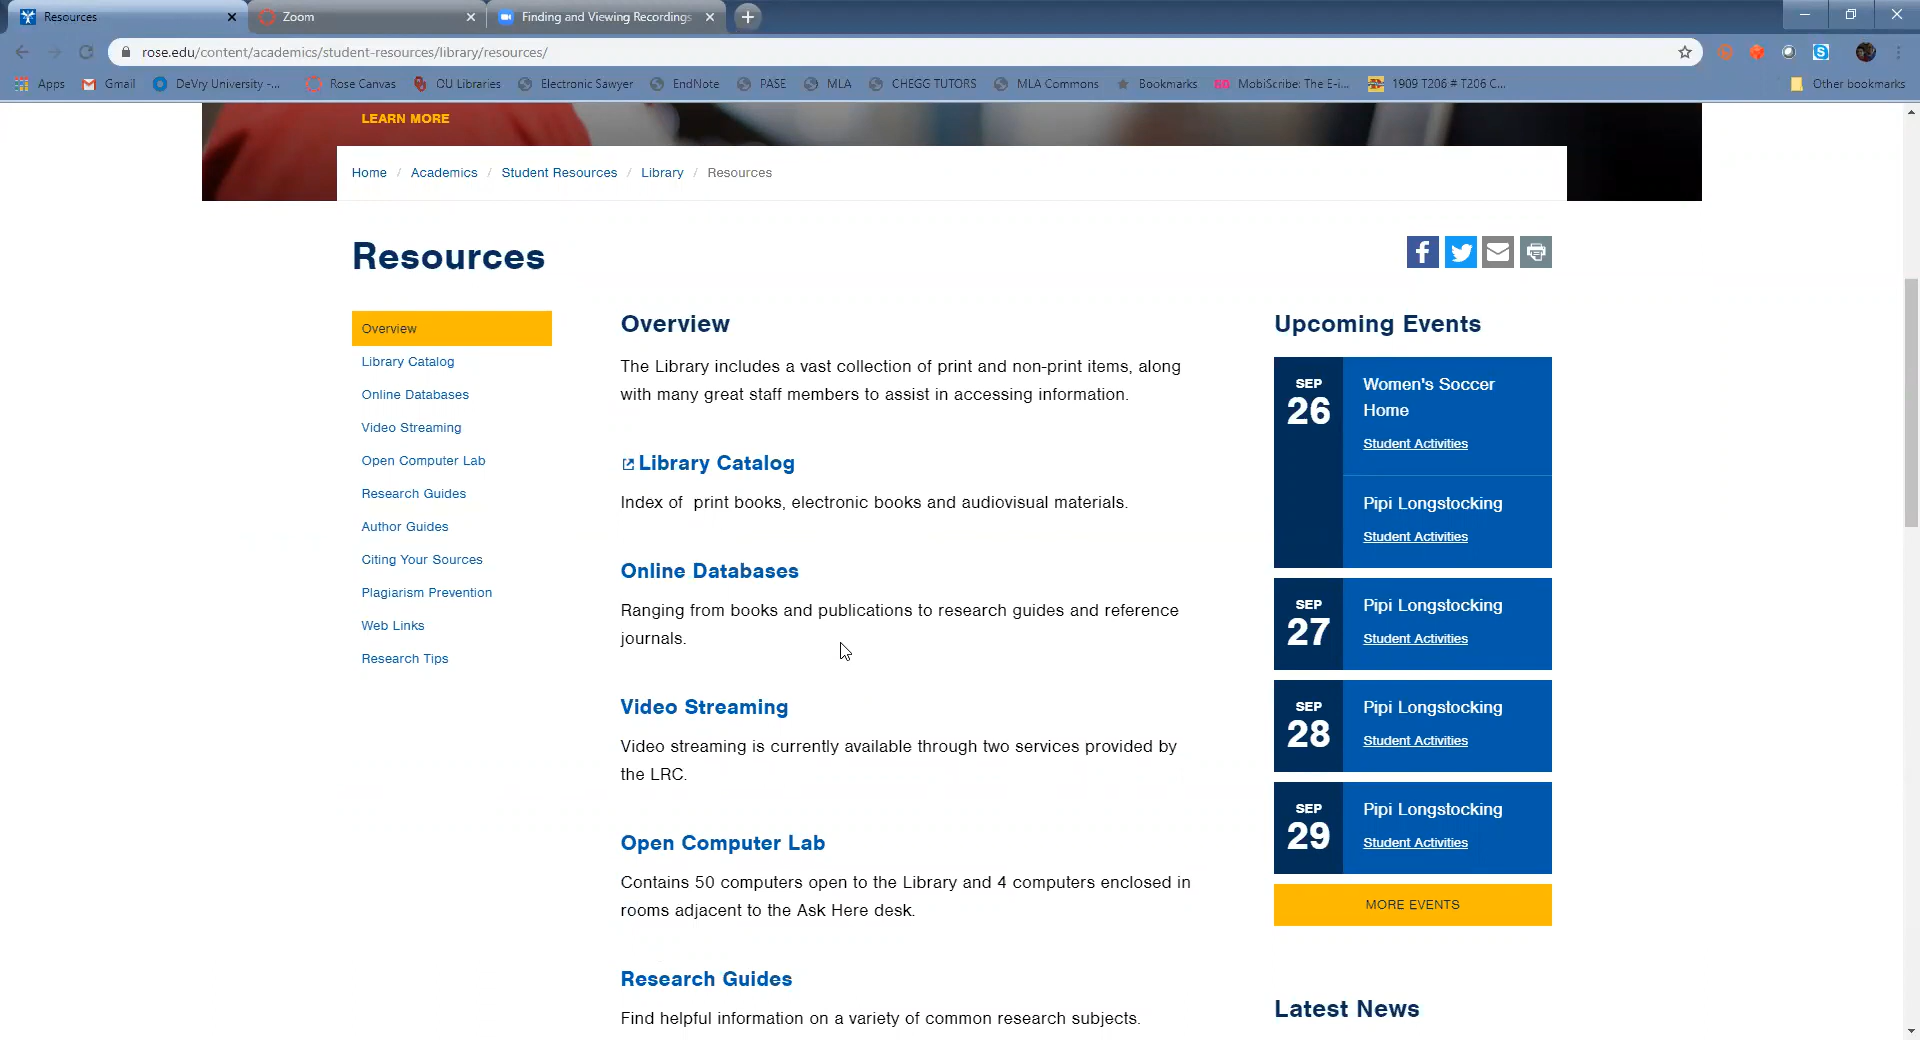 Resources
Zoom
Finding and Viewing Recordings
rose.edu/content/academics/student-resources/library/resources/
Apps
Gmail
DeVry University -...
Rose Canvas
OU Libraries
Electronic Sawyer
EndNote
PASE
MLA
CHEGG TUTORS
MLA Commons
Bookmarks
MobiScribe: The E-i...
1909 T206 # T206 C...
Other bookmarks
LEARN MORE
Home / Academics / Student Resources / Library / Resources
Resources
Overview
Library Catalog
Online Databases
Video Streaming
Open Computer Lab
Research Guides
Author Guides
Citing Your Sources
Plagiarism Prevention
Web Links
Research Tips
Overview
The Library includes a vast collection of print and non-print items, along
with many great staff members to assist in accessing information.
Library Catalog
Index of  print books, electronic books and audiovisual materials.
Online Databases
Ranging from books and publications to research guides and reference
journals.
Video Streaming
Video streaming is currently available through two services provided by
the LRC.
Open Computer Lab
Contains 50 computers open to the Library and 4 computers enclosed in
rooms adjacent to the Ask Here desk.
Research Guides
Find helpful information on a variety of common research subjects.
Upcoming Events
SEP
26
Women's Soccer
Home
Student Activities
Pipi Longstocking
Student Activities
SEP
27
Pipi Longstocking
Student Activities
SEP
28
Pipi Longstocking
Student Activities
SEP
29
Pipi Longstocking
Student Activities
MORE EVENTS
Latest News